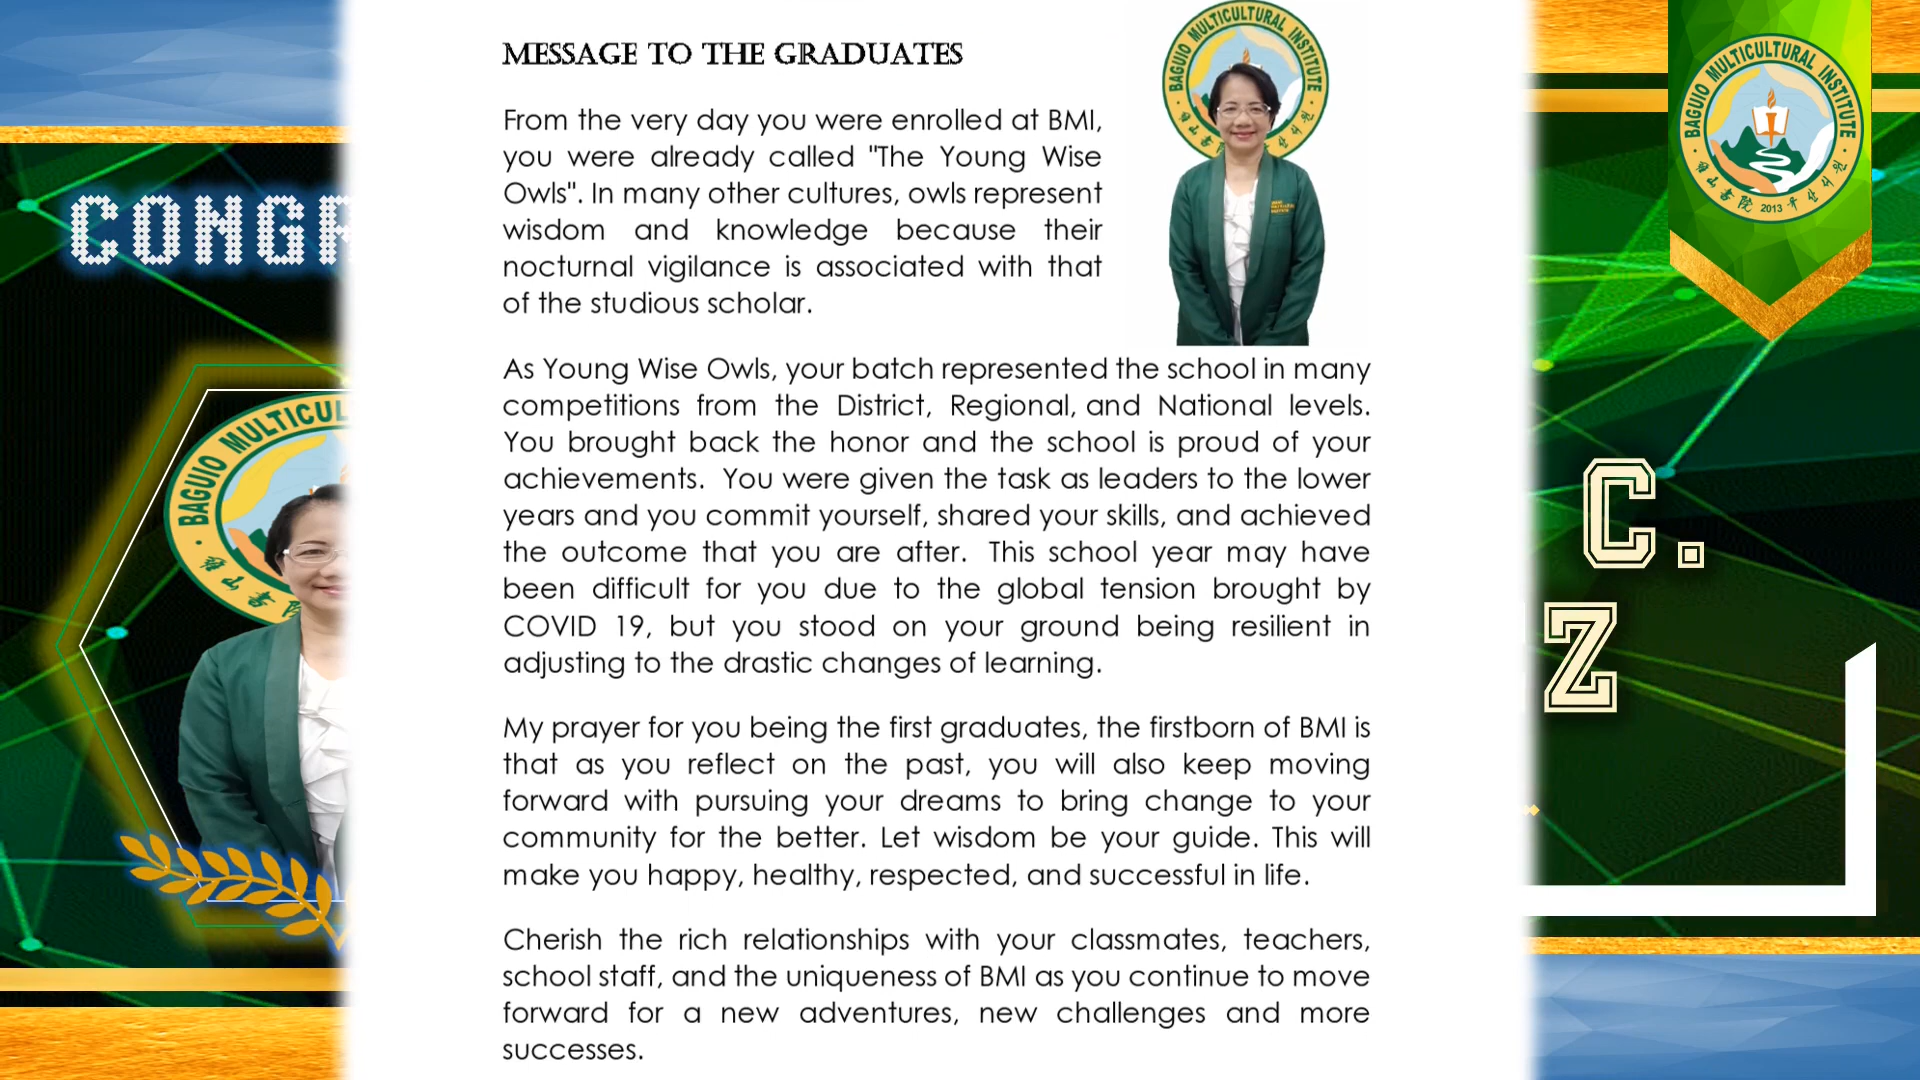 MESSAGE TO THE GRADUATES
From the very day you were enrolled at BMI,
you were already called "The Young Wise
Owls". In many other cultures, owls represent
wisdom and knowledge because their
nocturnal vigilance is associated with that
of the studious scholar.
As Young Wise Owls, your batch represented the school in many
competitions from the District, Regional, and National levels.
You brought back the honor and the school is proud of your
achievements. You were given the task as leaders to the lower
years and you commit yourself, shared your skills, and achieved
the outcome that you are after. This school year may have
been difficult for you due to the global tension brought by
COVID 19, but you stood on your ground being resilient in
adjusting to the drastic changes of learning.
My prayer for you being the first graduates, the firstborn of BMI is
that as you reflect on the past, you will also keep moving
forward with pursuing your dreams to bring change to your
community for the better. Let wisdom be your guide. This will
make you happy, healthy, respected, and successful in life.
Cherish the rich relationships with your classmates, teachers,
school staff, and the uniqueness of BMI as you continue to move
forward for a new adventures, new challenges and more
successes.
BAGUIO MULTICULTURAL INSTITUTE
BAGUIO MULTICULTURAL INSTITUTE
書院 2013 우산서원
CONGR
BAGUIO MULTICUL
C.
Z